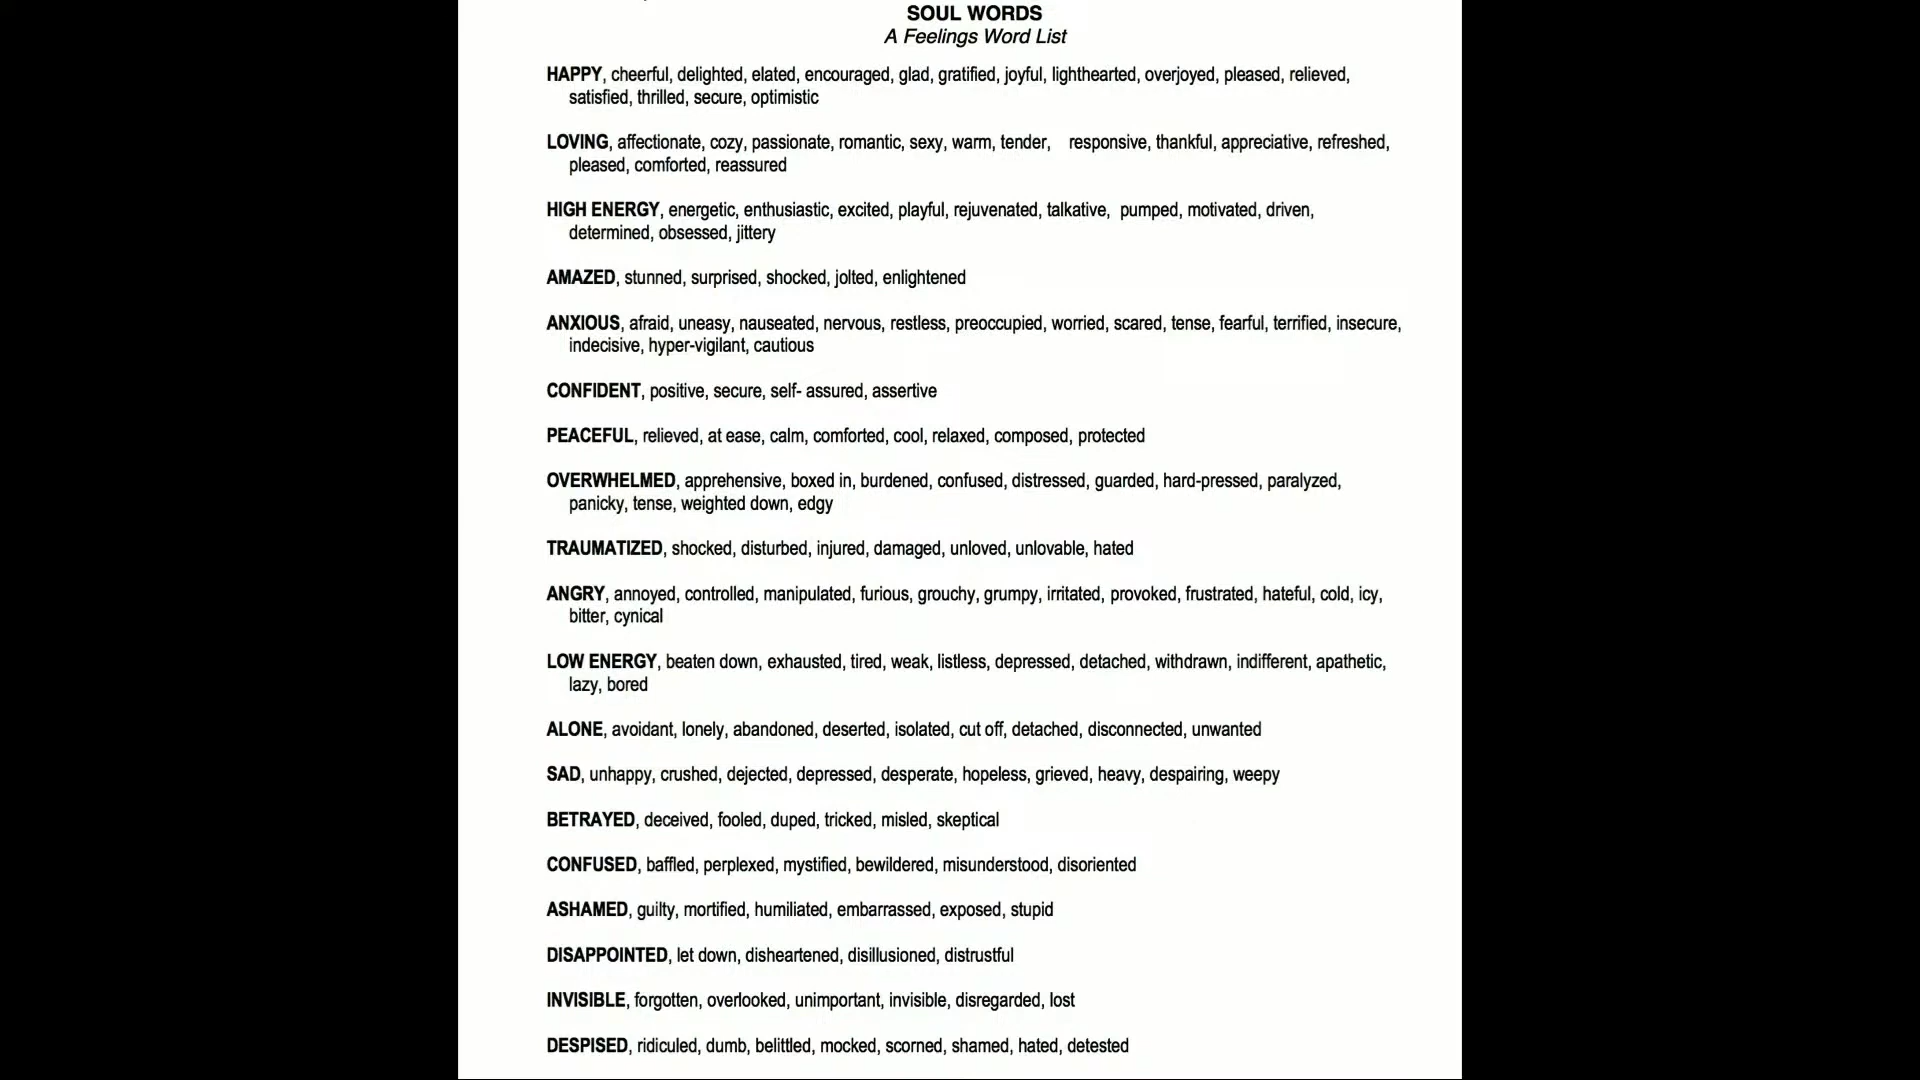 SOUL WORDS
A Feelings Word List
HAPPY, cheerful, delighted, elated, encouraged, glad, gratified, joyful, lighthearted, overjoyed, pleased, relieved,
satisfied, thrilled, secure, optimistic
LOVING, affectionate, cozy, passionate, romantic, sexy, warm, tender, responsive, thankful, appreciative, refreshed,
pleased, comforted, reassured
HIGH ENERGY, energetic, enthusiastic, excited, playful, rejuvenated, talkative, pumped, motivated, driven,
determined, obsessed, jittery
AMAZED, stunned, surprised, shocked, jolted, enlightened
ANXIOUS, afraid, uneasy, nauseated, nervous, restless, preoccupied, worried, scared, tense, fearful, terrified, insecure,
indecisive, hyper-vigilant, cautious
CONFIDENT, positive, secure, self- assured, assertive
PEACEFUL, relieved, at ease, calm, comforted, cool, relaxed, composed, protected
OVERWHELMED, apprehensive, boxed in, burdened, confused, distressed, guarded, hard-pressed, paralyzed,
panicky, tense, weighted down, edgy
TRAUMATIZED, shocked, disturbed, injured, damaged, unloved, unlovable, hated
ANGRY, annoyed, controlled, manipulated, furious, grouchy, grumpy, irritated, provoked, frustrated, hateful, cold, icy,
bitter, cynical
LOW ENERGY, beaten down, exhausted, tired, weak, listless, depressed, detached, withdrawn, indifferent, apathetic,
lazy, bored
ALONE, avoidant, lonely, abandoned, deserted, isolated, cut off, detached, disconnected, unwanted
SAD, unhappy, crushed, dejected, depressed, desperate, hopeless, grieved, heavy, despairing, weepy
BETRAYED, deceived, fooled, duped, tricked, misled, skeptical
CONFUSED, baffled, perplexed, mystified, bewildered, misunderstood, disoriented
ASHAMED, guilty, mortified, humiliated, embarrassed, exposed, stupid
DISAPPOINTED, let down, disheartened, disillusioned, distrustful
INVISIBLE, forgotten, overlooked, unimportant, invisible, disregarded, lost
DESPISED, ridiculed, dumb, belittled, mocked, scorned, shamed, hated, detested